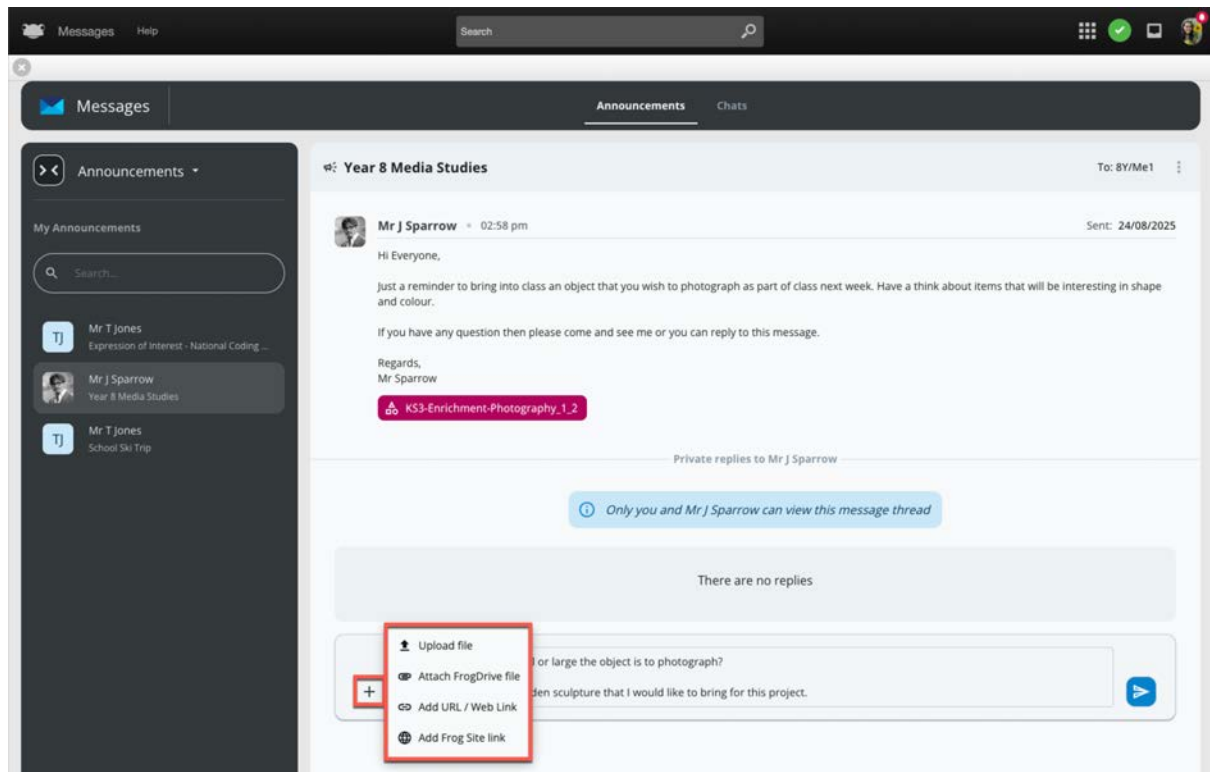 Messages Help Search
Messages Announcements Chats
Announcements
My Announcements
Search...
TJ Mr T Jones
Expression of Interest - National Coding ...
Mr J Sparrow
Year 8 Media Studies
TJ Mr T Jones
School Ski Trip
Year 8 Media Studies To: 8Y/Me1
Mr J Sparrow 02:58 pm Sent: 24/08/2025
Hi Everyone,
Just a reminder to bring into class an object that you wish to photograph as part of class next week. Have a think about items that will be interesting in shape
and colour.
If you have any question then please come and see me or you can reply to this message.
Regards,
Mr Sparrow
KS3-Enrichment-Photography_1_2
Private replies to Mr J Sparrow
Only you and Mr J Sparrow can view this message thread
There are no replies
Upload file
or large the object is to photograph?
Attach FrogDrive file
sculpture that I would like to bring for this project.
Add URL / Web Link
Add Frog Site link